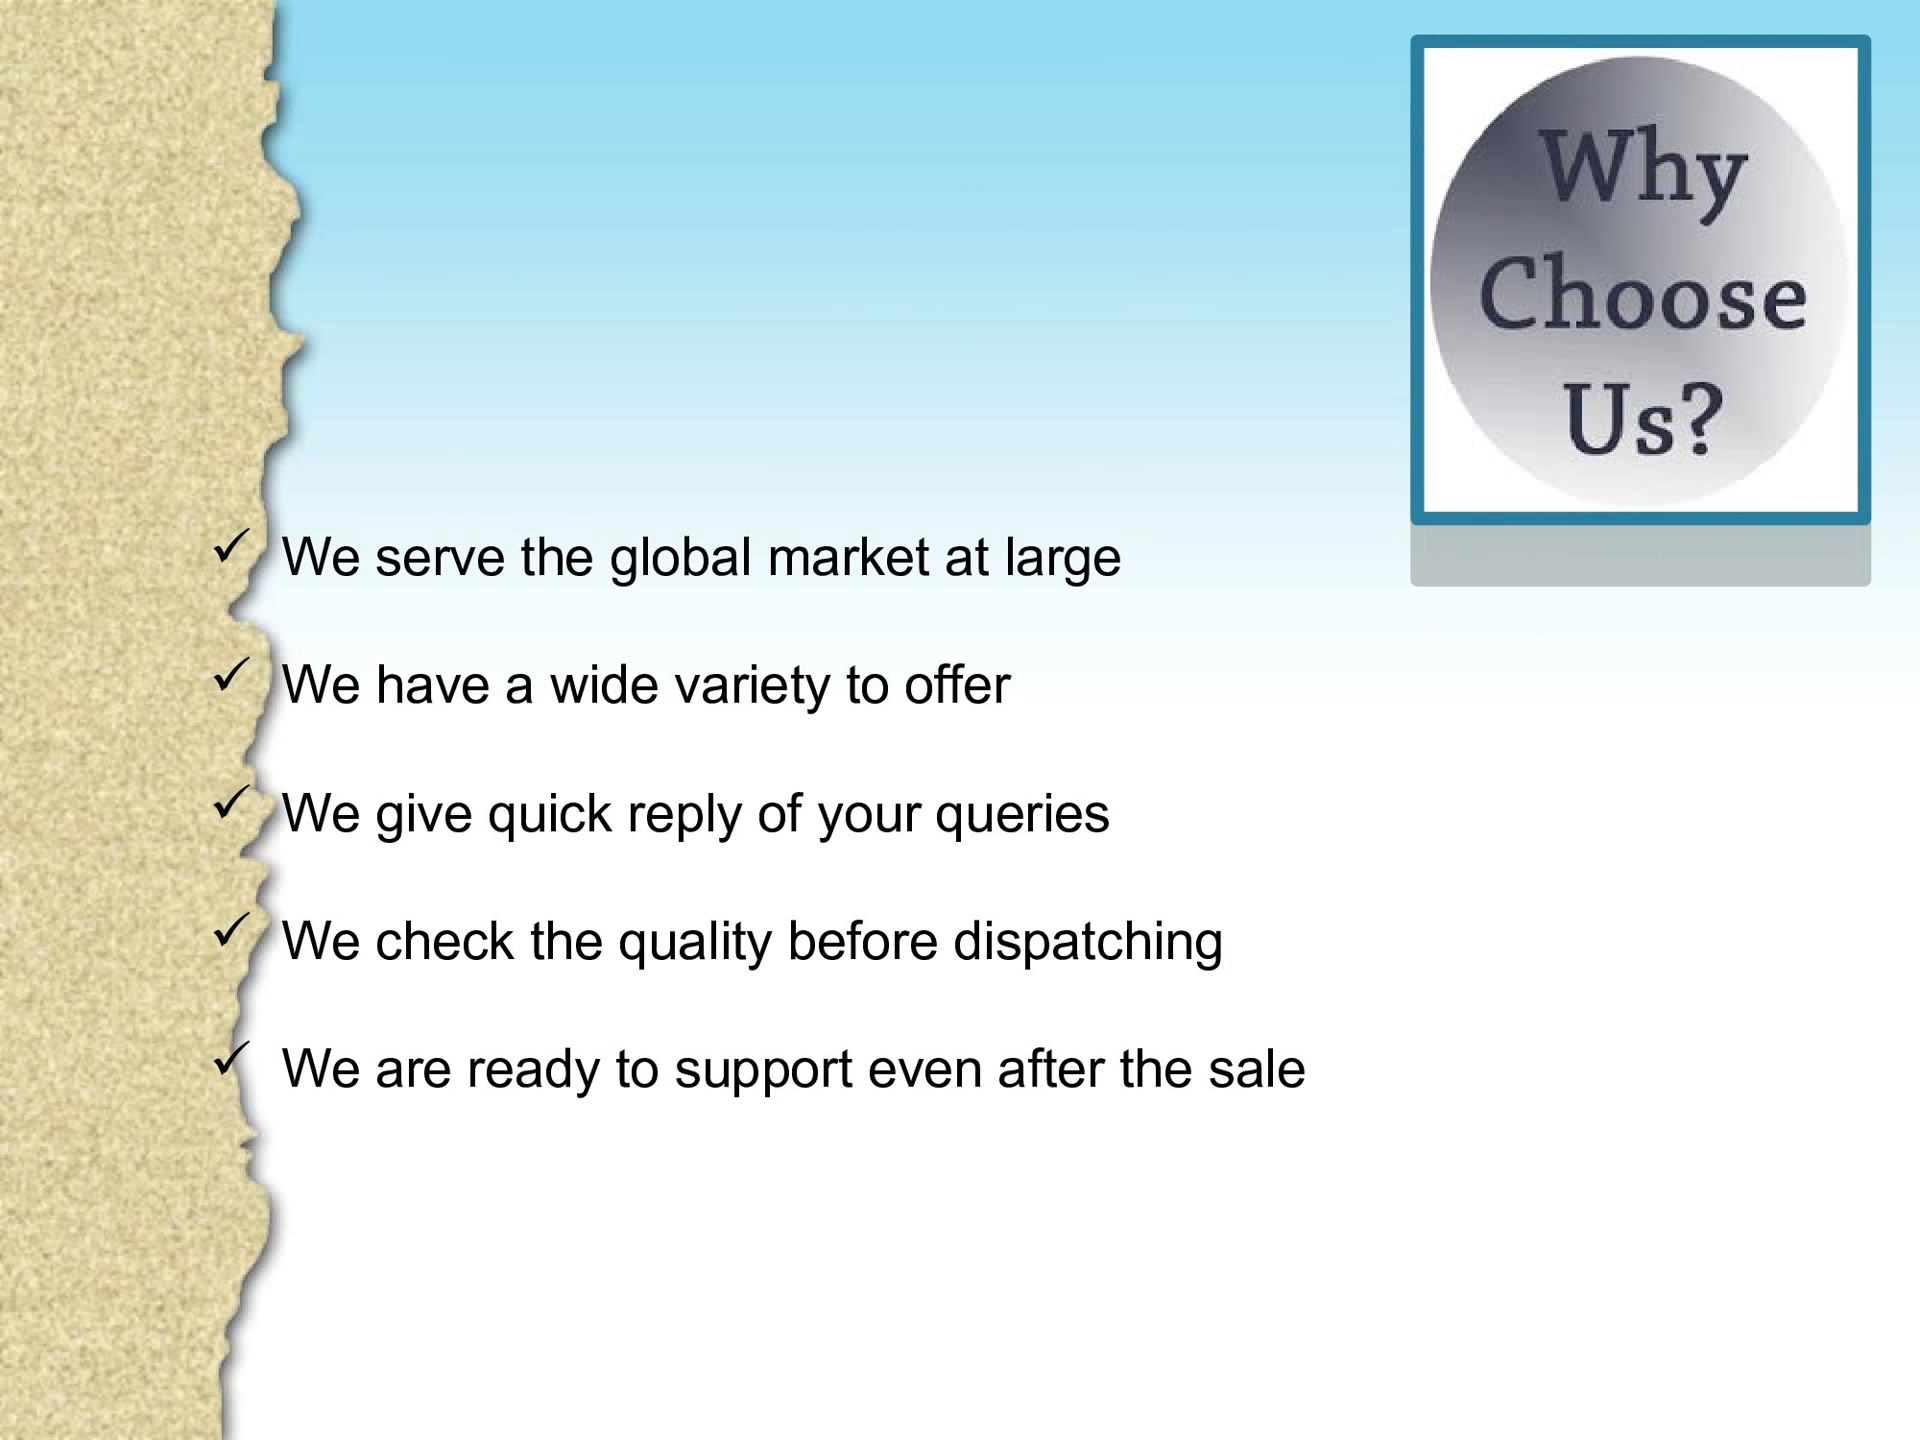 Why
Choose
Us?
✓ We serve the global market at large
✓ We have a wide variety to offer
✓ We give quick reply of your queries
✓ We check the quality before dispatching
✓ We are ready to support even after the sale